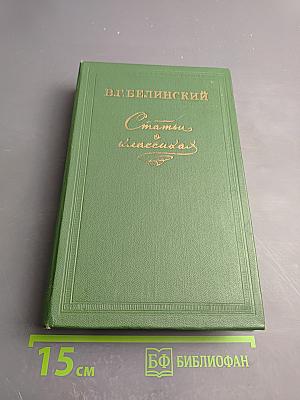 В.Г.БЕЛИНСКИЙ
Статьи
о
классиках
15 см
БФ БИБЛИОФАН